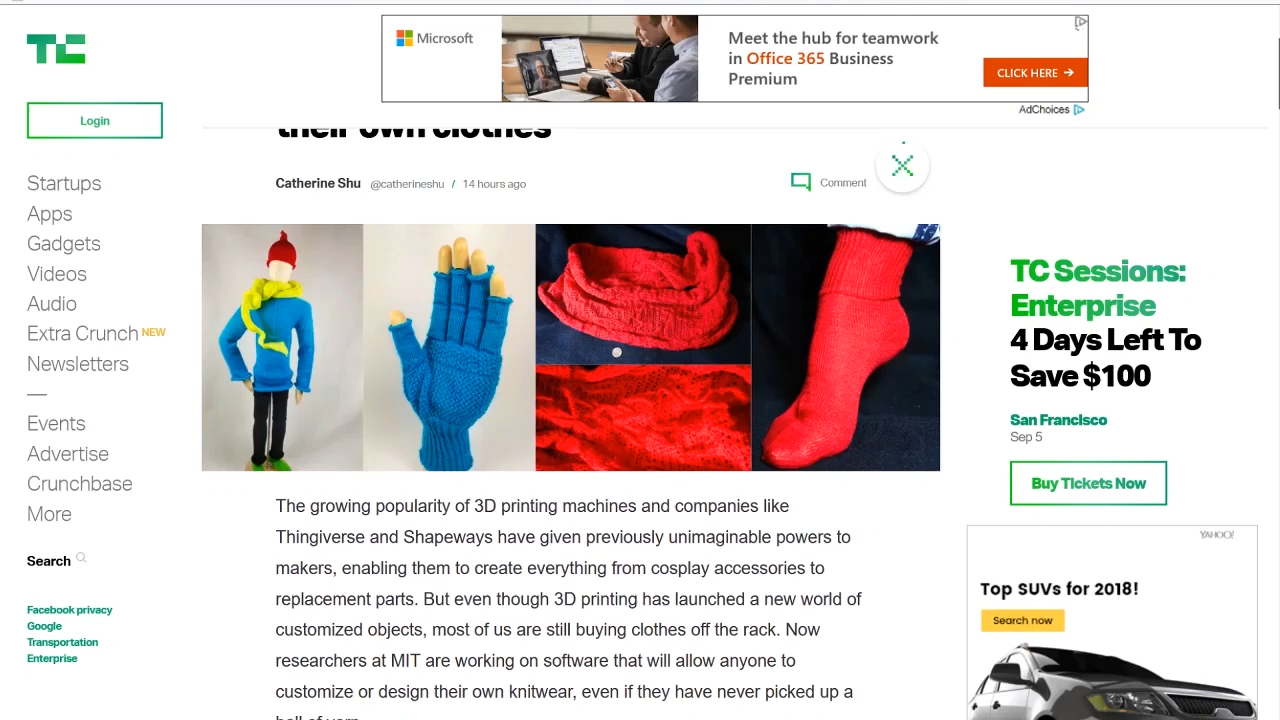 TC
Login
Startups
Apps
Gadgets
Videos
Audio
Extra Crunch NEW
Newsletters
—
Events
Advertise
Crunchbase
More
Search
Facebook privacy
Google
Transportation
Enterprise
Microsoft
Meet the hub for teamwork
in Office 365 Business
Premium
CLICK HERE →
AdChoices
their own clothes
Catherine Shu @catherineshu / 14 hours ago
Comment
The growing popularity of 3D printing machines and companies like
Thingiverse and Shapeways have given previously unimaginable powers to
makers, enabling them to create everything from cosplay accessories to
replacement parts. But even though 3D printing has launched a new world of
customized objects, most of us are still buying clothes off the rack. Now
researchers at MIT are working on software that will allow anyone to
customize or design their own knitwear, even if they have never picked up a
ball of yarn.
TC Sessions:
Enterprise
4 Days Left To
Save $100
San Francisco
Sep 5
Buy Tickets Now
YAHOO!
Top SUVs for 2018!
Search now